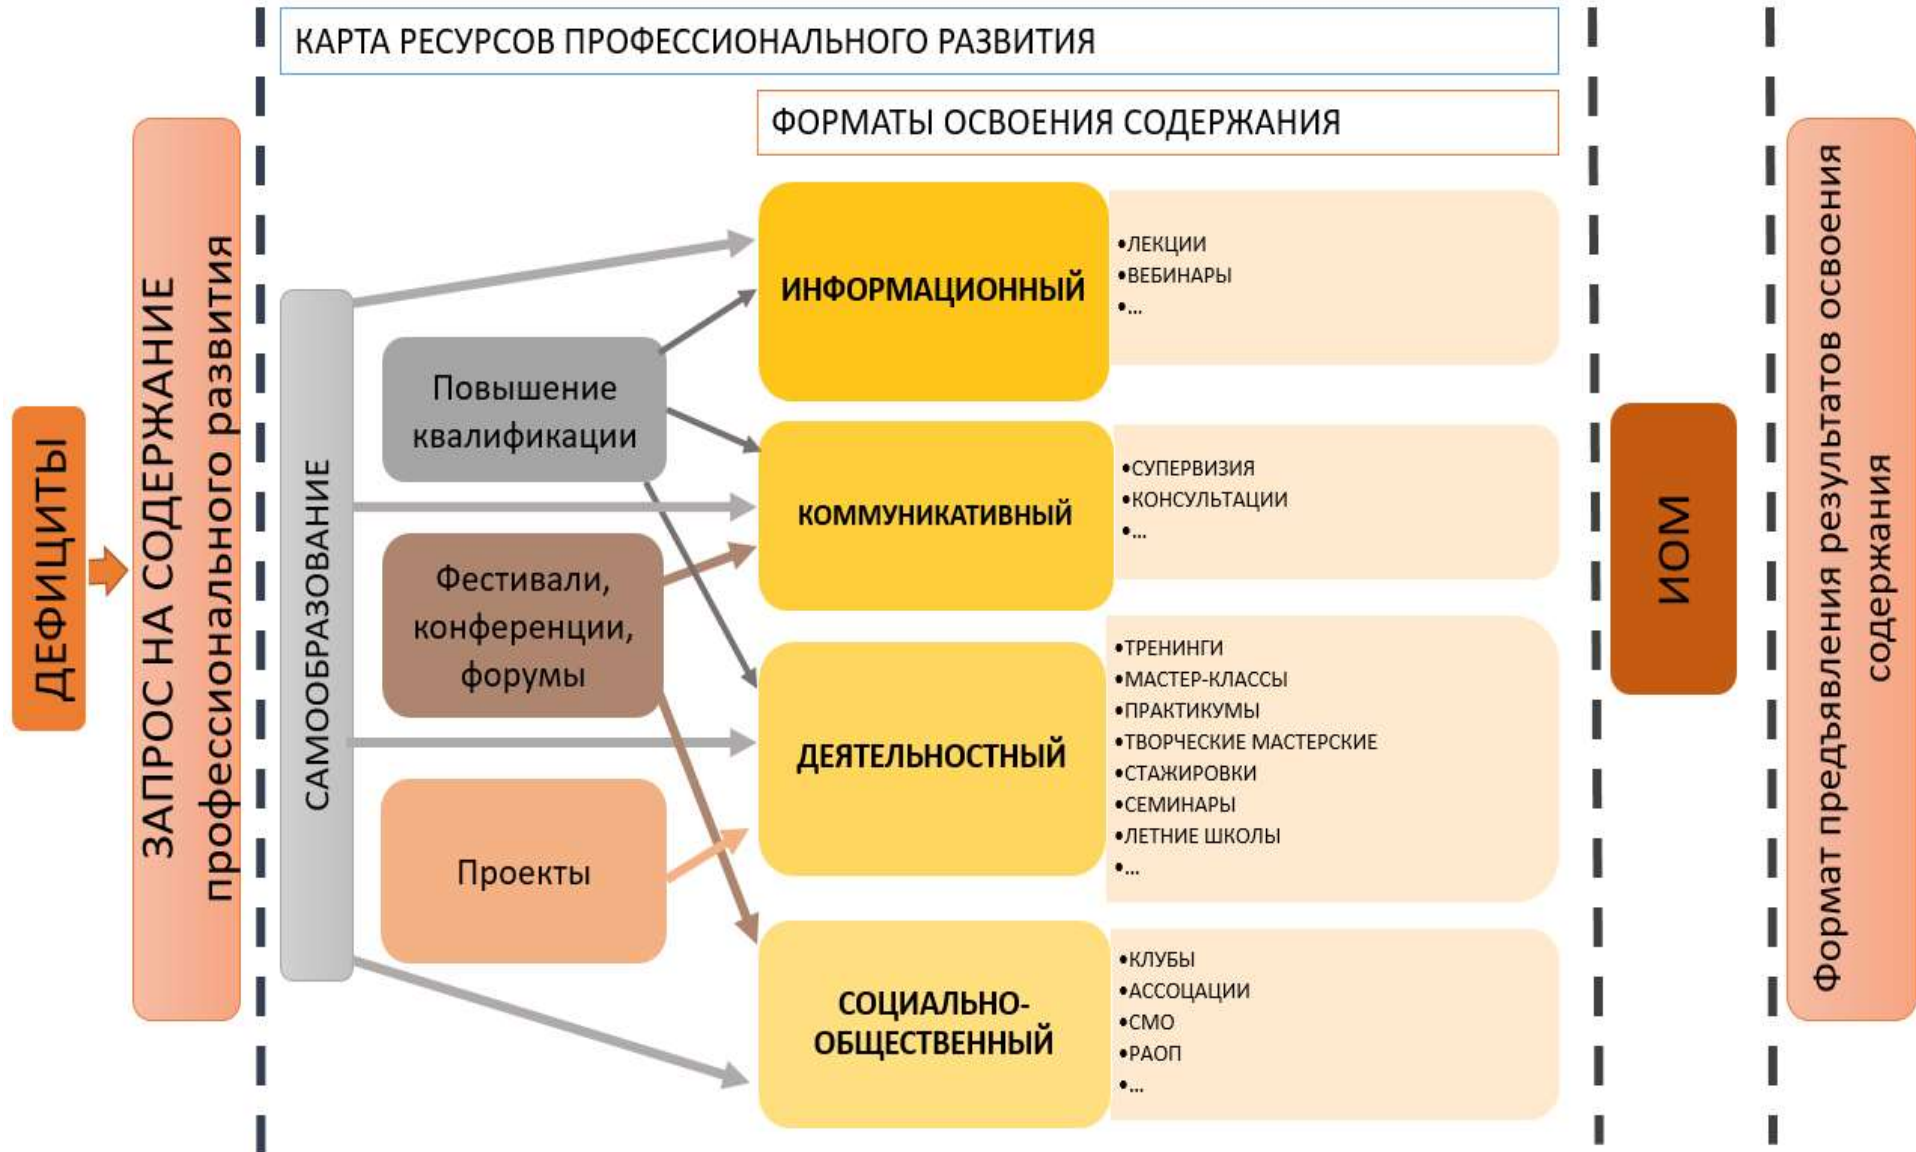 ДЕФИЦИТЫ
ЗАПРОС НА СОДЕРЖАНИЕ
профессионального развития
КАРТА РЕСУРСОВ ПРОФЕССИОНАЛЬНОГО РАЗВИТИЯ
ФОРМАТЫ ОСВОЕНИЯ СОДЕРЖАНИЯ
САМООБРАЗОВАНИЕ
Повышение
квалификации
Фестивали,
конференции,
форумы
Проекты
ИНФОРМАЦИОННЫЙ
•ЛЕКЦИИ
•ВЕБИНАРЫ
•...
КОММУНИКАТИВНЫЙ
•СУПЕРВИЗИЯ
•КОНСУЛЬТАЦИИ
•...
ДЕЯТЕЛЬНОСТНЫЙ
•ТРЕНИНГИ
•МАСТЕР-КЛАССЫ
•ПРАКТИКУМЫ
•ТВОРЧЕСКИЕ МАСТЕРСКИЕ
•СТАЖИРОВКИ
•СЕМИНАРЫ
•ЛЕТНИЕ ШКОЛЫ
•...
СОЦИАЛЬНО-
ОБЩЕСТВЕННЫЙ
•КЛУБЫ
•АССОЦАЦИИ
•СМО
•РАОП
•...
ИОМ
Формат предъявления результатов освоения
содержания